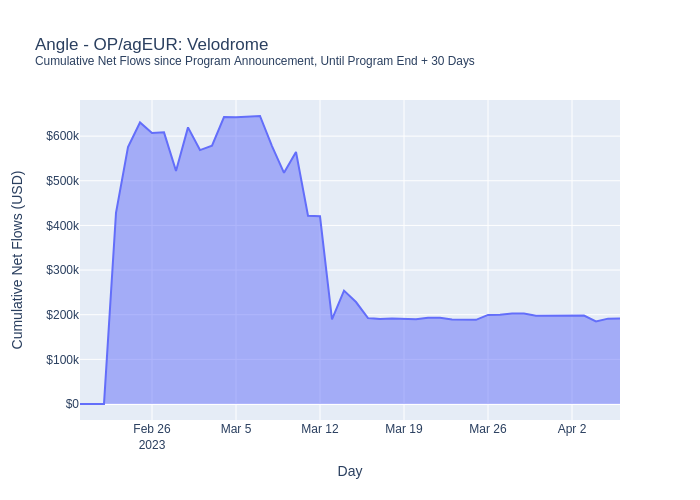 Angle - OP/agEUR: Velodrome
Cumulative Net Flows since Program Announcement, Until Program End + 30 Days
Cumulative Net Flows (USD)
$600k
$500k
$400k
$300k
$200k
$100k
$0
Feb 26
2023
Mar 5
Mar 12
Mar 19
Mar 26
Apr 2
Day